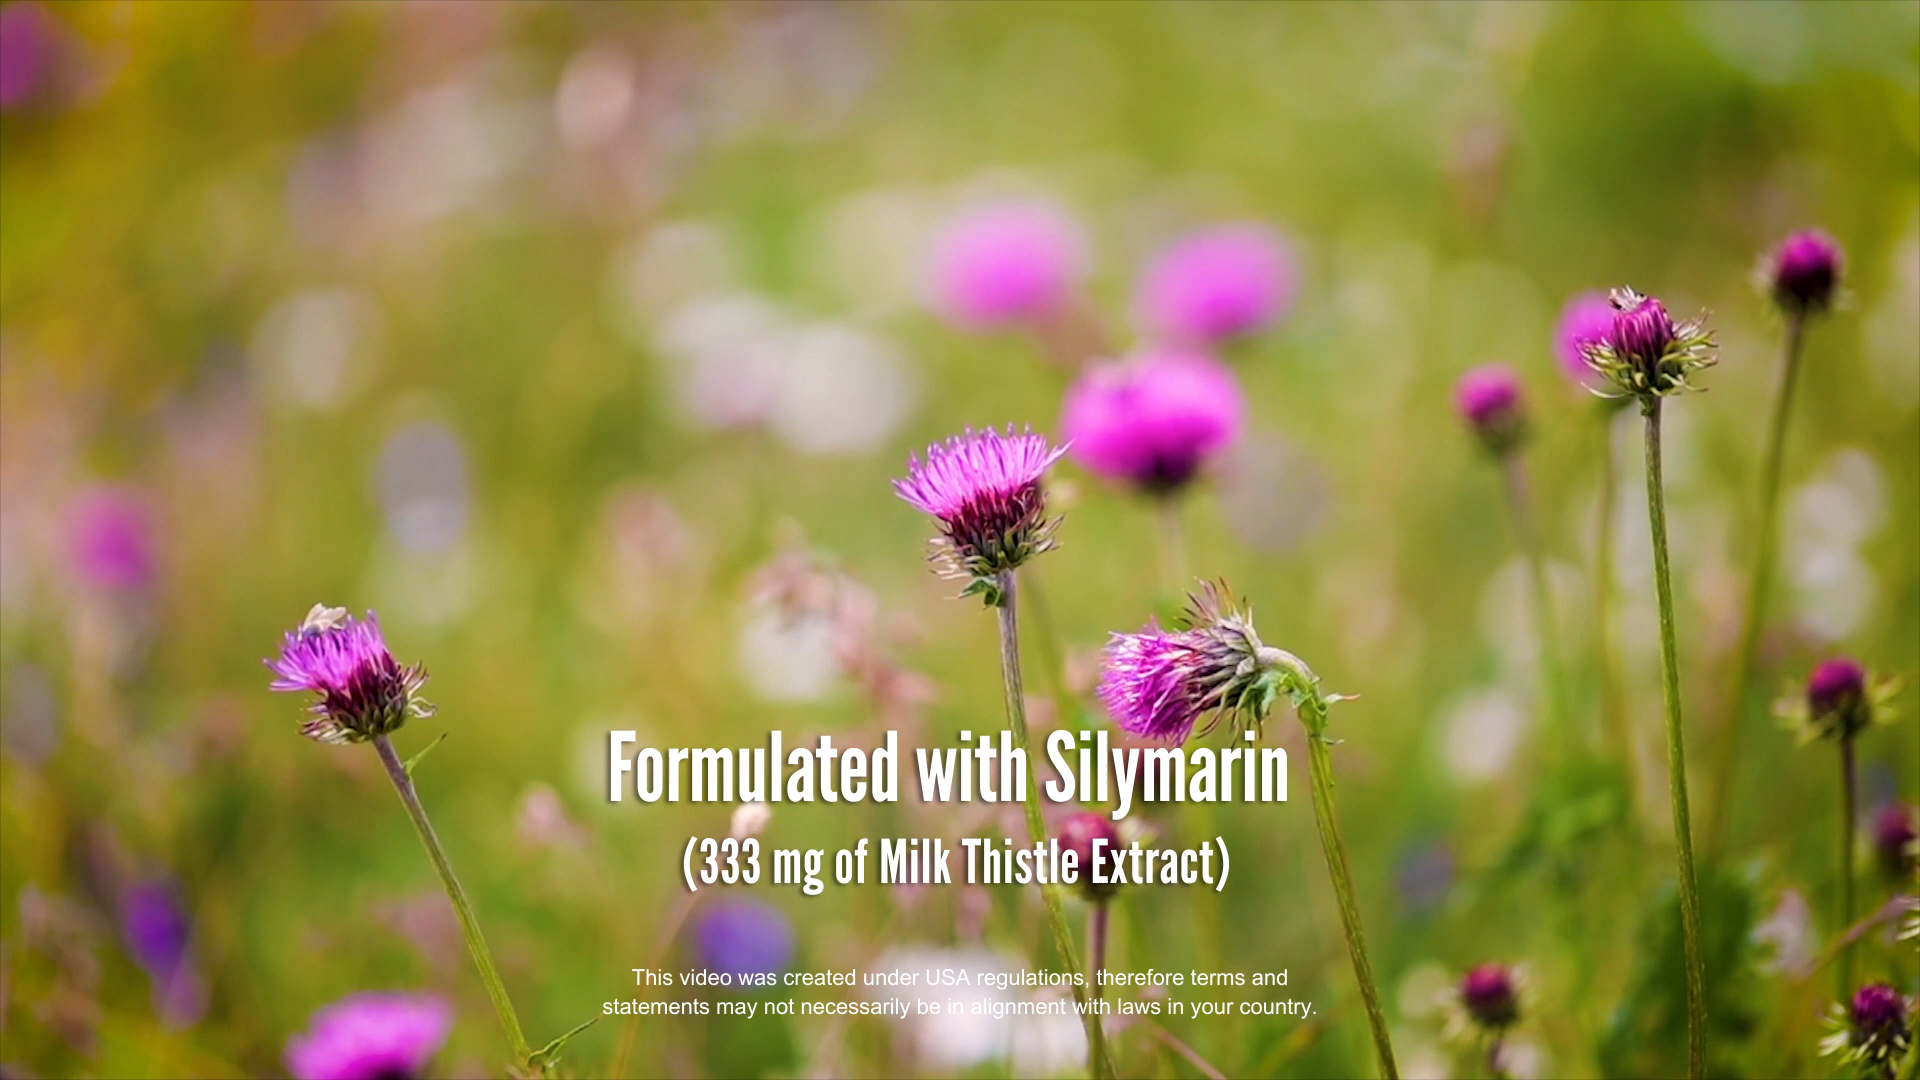 Formulated with Silymarin
(333 mg of Milk Thistle Extract)
This video was created under USA regulations, therefore terms and
statements may not necessarily be in alignment with laws in your country.